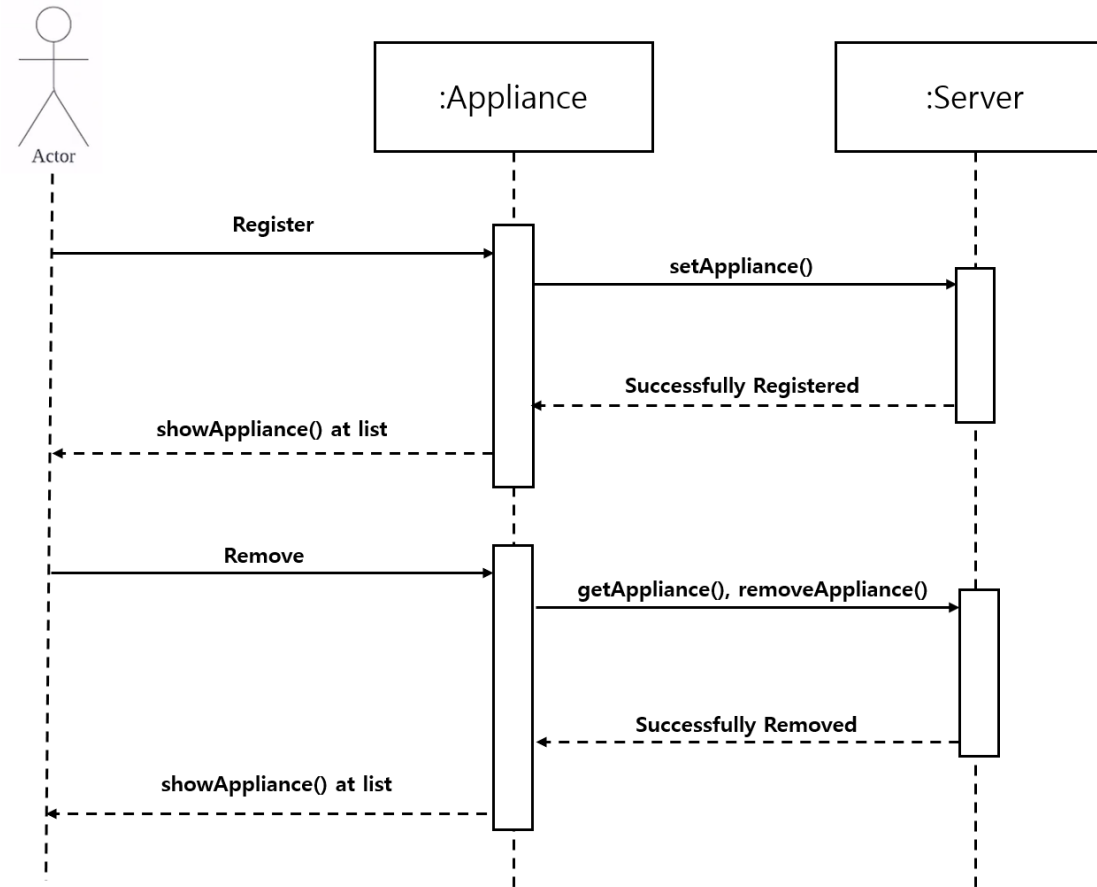 :Appliance
:Server
Actor
Register
setAppliance()
Successfully Registered
showAppliance() at list
Remove
getAppliance(), removeAppliance()
Successfully Removed
showAppliance() at list